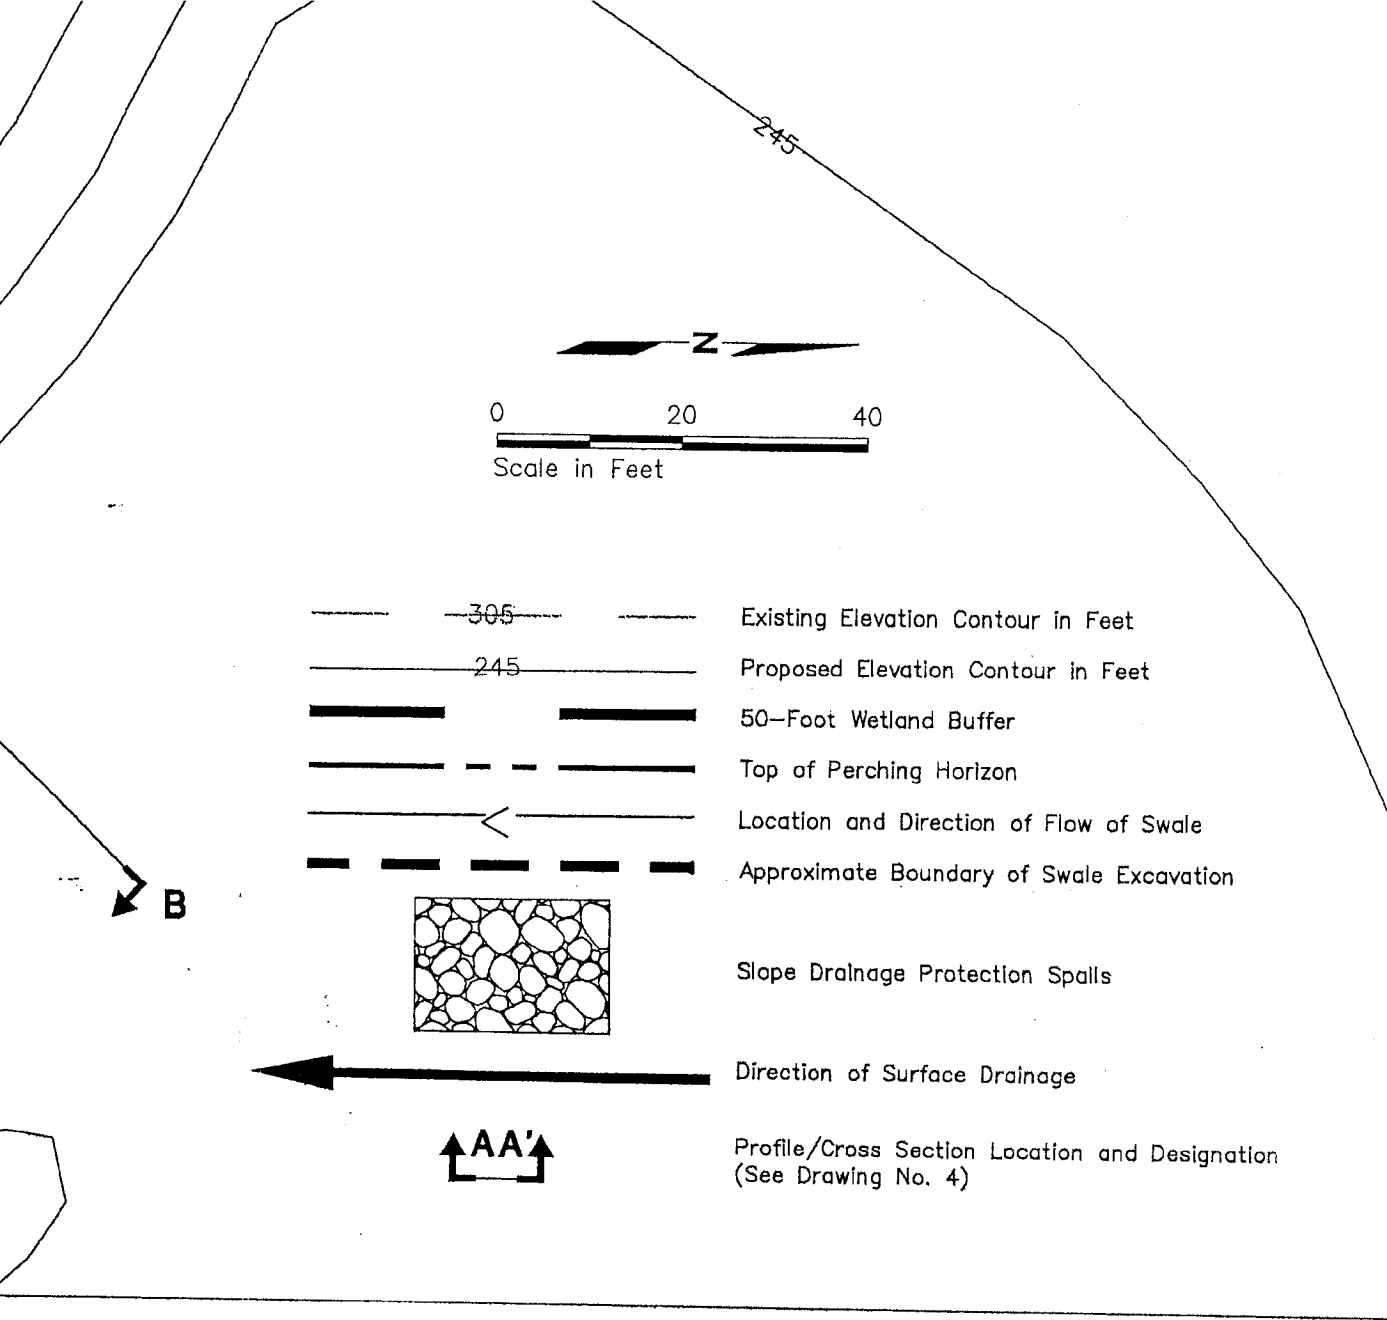 245
N
0 20 40
Scale in Feet
305 Existing Elevation Contour in Feet
245 Proposed Elevation Contour in Feet
50-Foot Wetland Buffer
Top of Perching Horizon
Location and Direction of Flow of Swale
Approximate Boundary of Swale Excavation
B
Slope Drainage Protection Spalls
Direction of Surface Drainage
AA' Profile/Cross Section Location and Designation
(See Drawing No. 4)